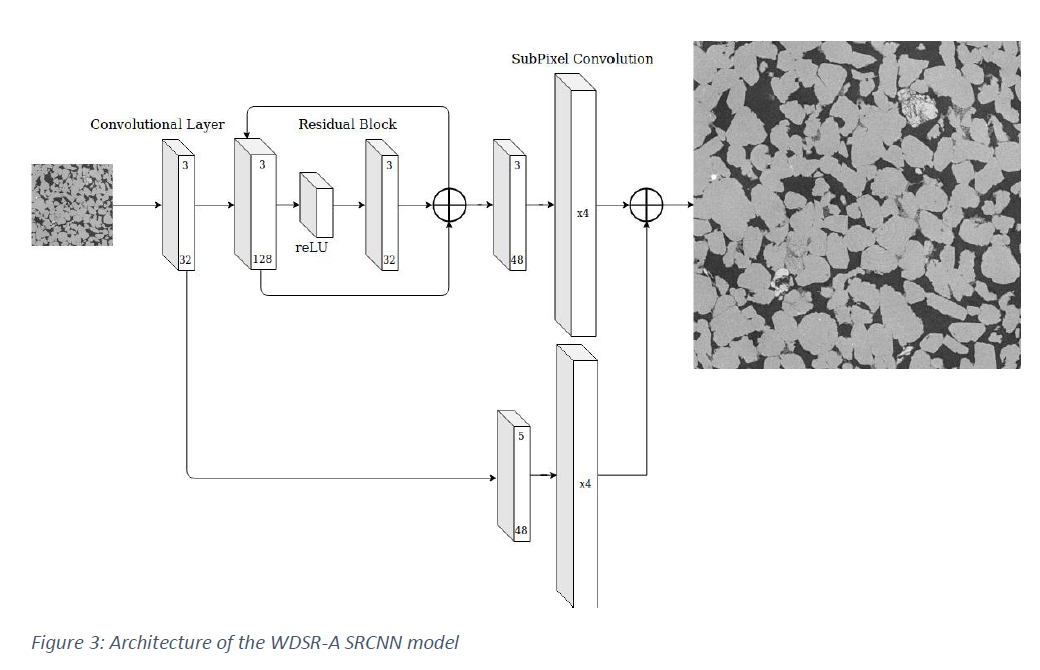 SubPixel Convolution
Convolutional Layer
Residual Block
3
3
3
3
x4
reLU
32
128
32
48
5
x4
48
Figure 3: Architecture of the WDSR-A SRCNN model